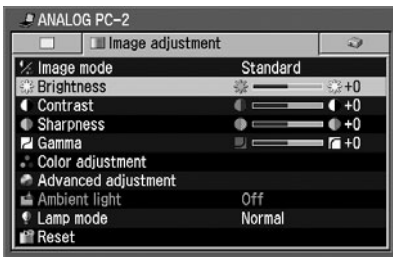 ANALOG PC-2
Image adjustment
Image mode Standard
Brightness +0
Contrast +0
Sharpness +0
Gamma +0
Color adjustment
Advanced adjustment
Ambient light Off
Lamp mode Normal
Reset